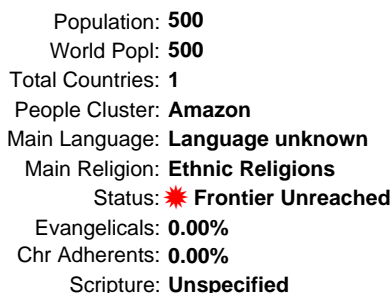 Population: 500
World Popl: 500
Total Countries: 1
People Cluster: Amazon
Main Language: Language unknown
Main Religion: Ethnic Religions
Status: Frontier Unreached
Evangelicals: 0.00%
Chr Adherents: 0.00%
Scripture: Unspecified